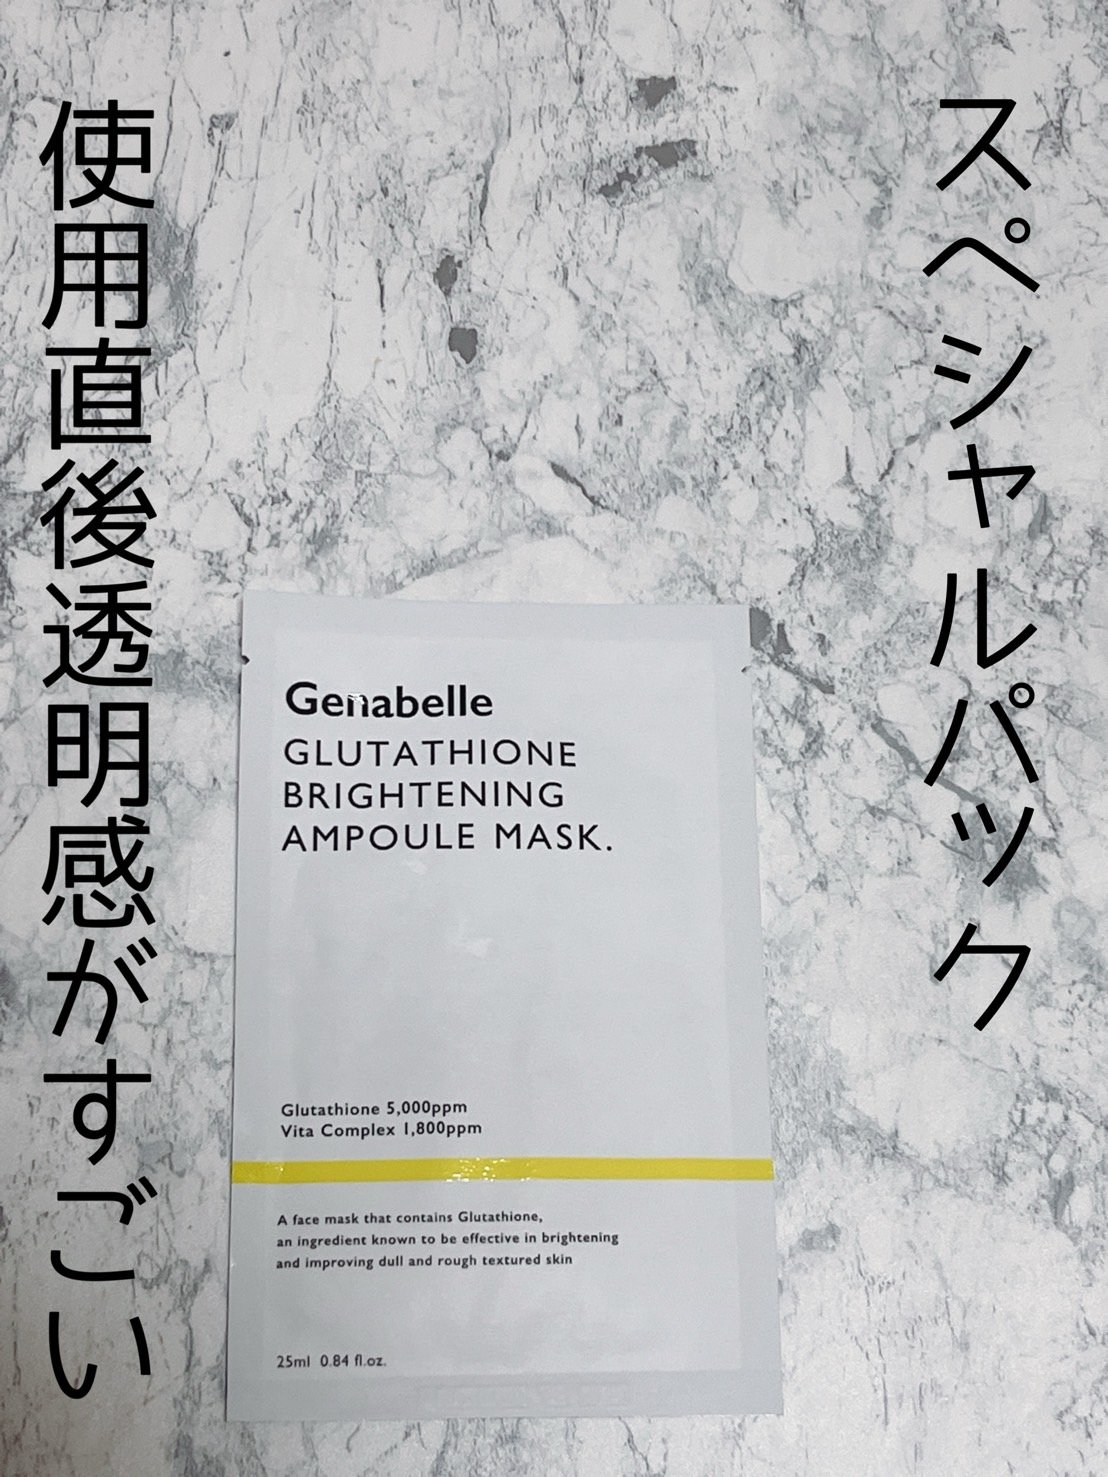 スペシャルパック
使用直後透明感がすごい
Genabelle
GLUTATHIONE
BRIGHTENING
AMPOULE MASK.
Glutathione 5,000ppm
Vita Complex 1,800ppm
A face mask that contains Glutathione,
an ingredient known to be effective in brightening
and improving dull and rough textured skin
25ml 0.84 fl.oz.